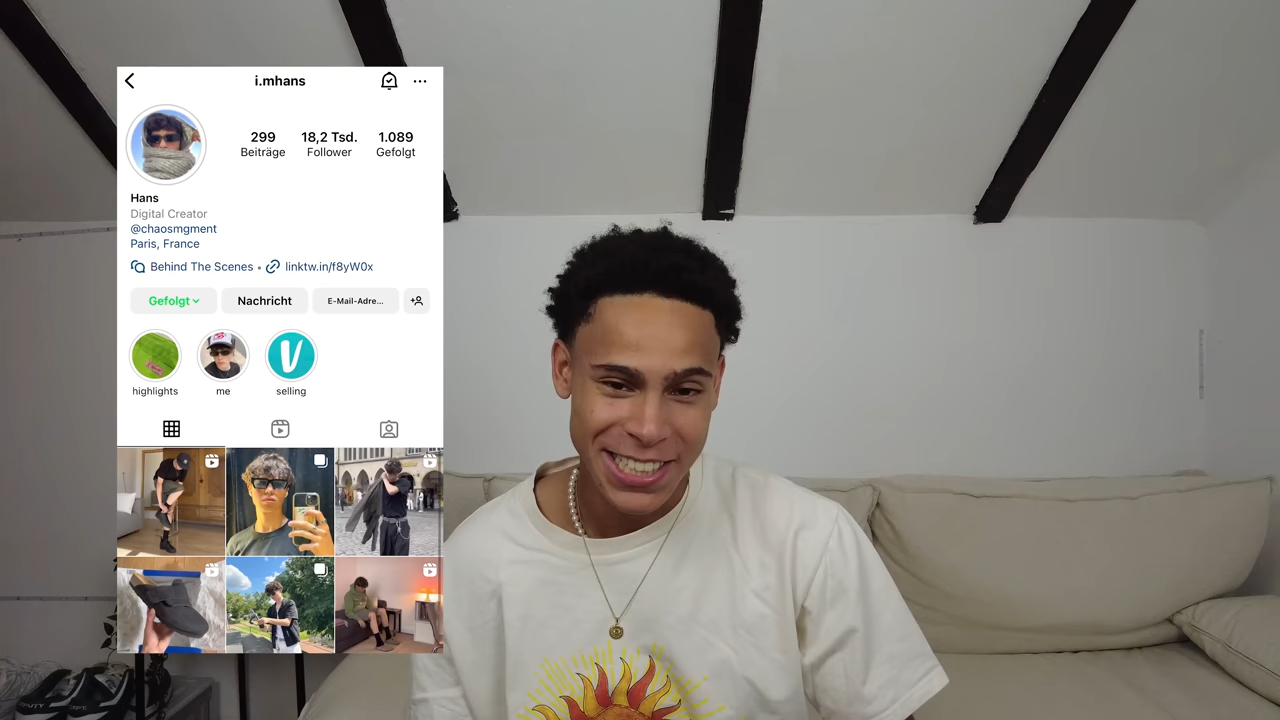 i.mhans
299 18,2 Tsd. 1.089
Beiträge Follower Gefolgt
Hans
Digital Creator
@chaosmgment
Paris, France
Behind The Scenes • linktw.in/f8yW0x
Gefolgt Nachricht E-Mail-Adre...
highlights me selling